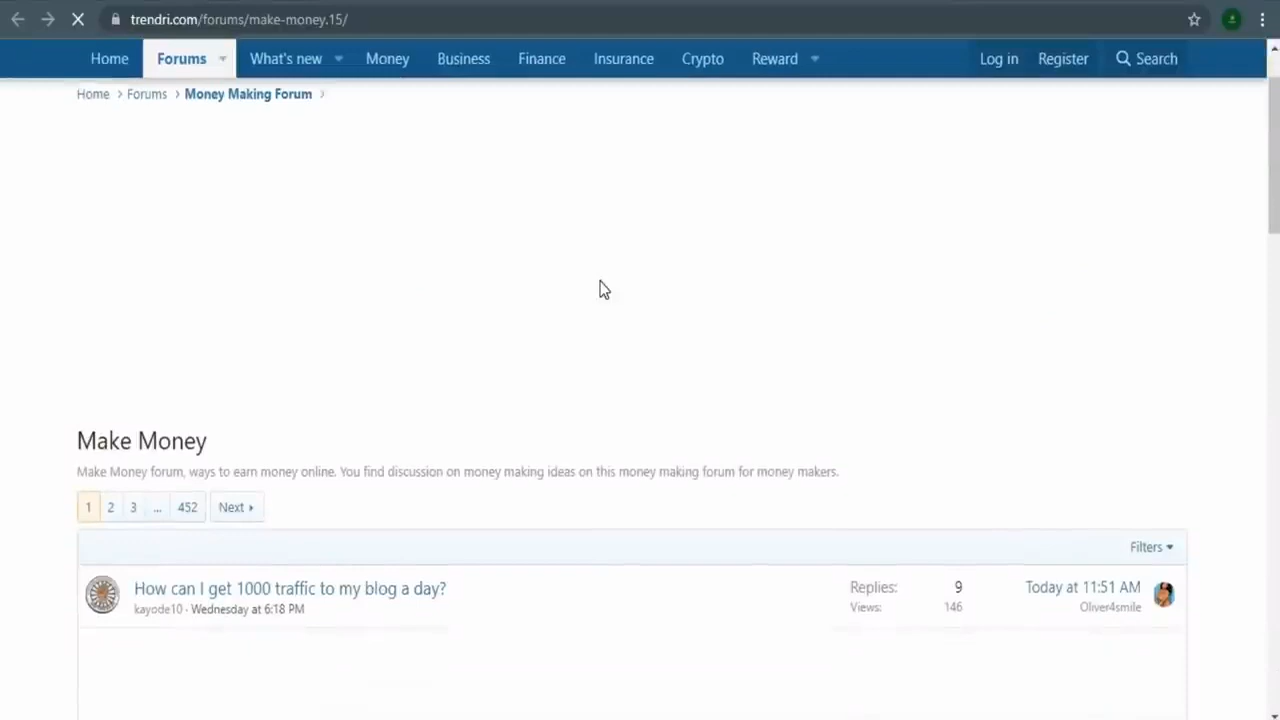 trendri.com/forums/make-money.15/
Home Forums What's new Money Business Finance Insurance Crypto Reward Log in Register Search
Home > Forums > Money Making Forum >
Make Money
Make Money forum, ways to earn money online. You find discussion on money making ideas on this money making forum for money makers.
1 2 3 ... 452 Next
Filters
How can I get 1000 traffic to my blog a day? Replies: 9 Today at 11:51 AM
kayode10 · Wednesday at 6:18 PM Views: 146 Oliver4smile